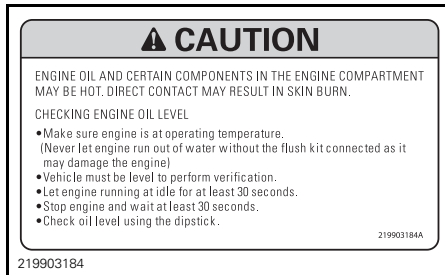 CAUTION
ENGINE OIL AND CERTAIN COMPONENTS IN THE ENGINE COMPARTMENT
MAY BE HOT. DIRECT CONTACT MAY RESULT IN SKIN BURN.
CHECKING ENGINE OIL LEVEL
•Make sure engine is at operating temperature.
(Never let engine run out of water without the flush kit connected as it
may damage the engine)
•Vehicle must be level to perform verification.
•Let engine running at idle for at least 30 seconds.
•Stop engine and wait at least 30 seconds.
•Check oil level using the dipstick.
219903184A
219903184